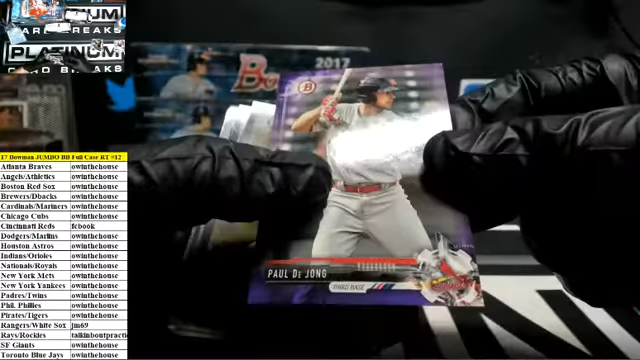 PLATINUM
CARD BREAKS
2017
B
PAUL DE JONG
THIRD BASE
17 Bowman JUMBO BB Full Case RT #12
Atlanta Braves owinthehouse
Angels/Athletics owinthehouse
Boston Red Sox owinthehouse
Brewers/Dbacks owinthehouse
Cardinals/Mariners owinthehouse
Chicago Cubs owinthehouse
Cincinnati Reds fcbook
Dodgers/Marlins owinthehouse
Houston Astros owinthehouse
Indians/Orioles owinthehouse
Nationals/Royals owinthehouse
New York Mets owinthehouse
New York Yankees owinthehouse
Padres/Twins owinthehouse
Phil. Phillies owinthehouse
Pirates/Tigers owinthehouse
Rangers/White Sox jm69
Rays/Rockies talkinboutpracti
SF Giants owinthehouse
Toronto Blue Jays owinthehouse